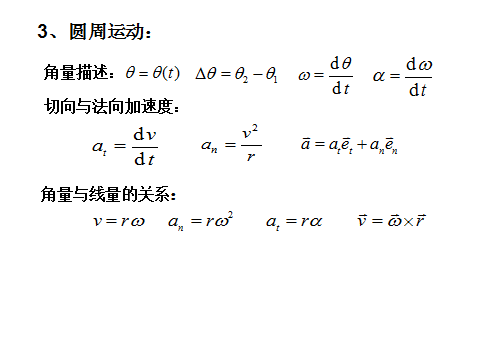 3、圆周运动：
角量描述：θ = θ(t) Δθ = θ₂ − θ₁ ω = dθ/dt α = dω/dt
切向与法向加速度：
aₜ = dv/dt aₙ = v²/r a⃗ = aₜe⃗ₜ + aₙe⃗ₙ
角量与线量的关系：
v = rω aₙ = rω² aₜ = rα v⃗ = ω⃗ × r⃗